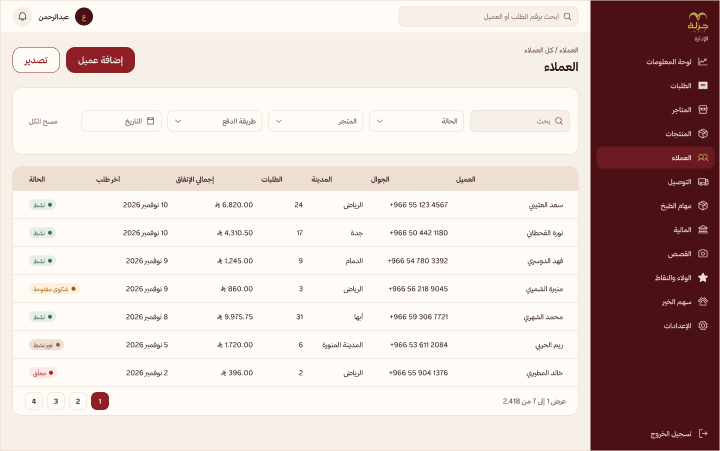 جزلة
الإدارة
لوحة المعلومات
الطلبات
المتاجر
المنتجات
العملاء
التوصيل
مهام الطبخ
المالية
القصص
الولاء والنقاط
سهم الخير
الإعدادات
تسجيل الخروج
ابحث برقم الطلب أو العميل
ع
عبدالرحمن
العملاء / كل العملاء
العملاء
إضافة عميل
تصدير
بحث
الحالة
المتجر
طريقة الدفع
التاريخ
مسح الكل
العميل الجوال المدينة الطلبات إجمالي الإنفاق آخر طلب الحالة
سعد العتيبي +966 55 123 4567 الرياض 24 6,820.00 10 نوفمبر 2026 نشط
نورة القحطاني +966 50 442 1180 جدة 17 4,310.50 10 نوفمبر 2026 نشط
فهد الدوسري +966 54 780 3392 الدمام 9 1,245.00 9 نوفمبر 2026 نشط
منيرة الشمري +966 56 218 9045 الرياض 3 860.00 9 نوفمبر 2026 شكوى مفتوحة
محمد الشهري +966 59 306 7721 أبها 31 9,975.75 8 نوفمبر 2026 نشط
ريم الحربي +966 53 611 2084 المدينة المنورة 6 1,720.00 5 نوفمبر 2026 غير نشط
خالد المطيري +966 55 904 1376 الرياض 2 396.00 2 نوفمبر 2026 معلق
عرض 1 إلى 7 من 2,418
1 2 3 4